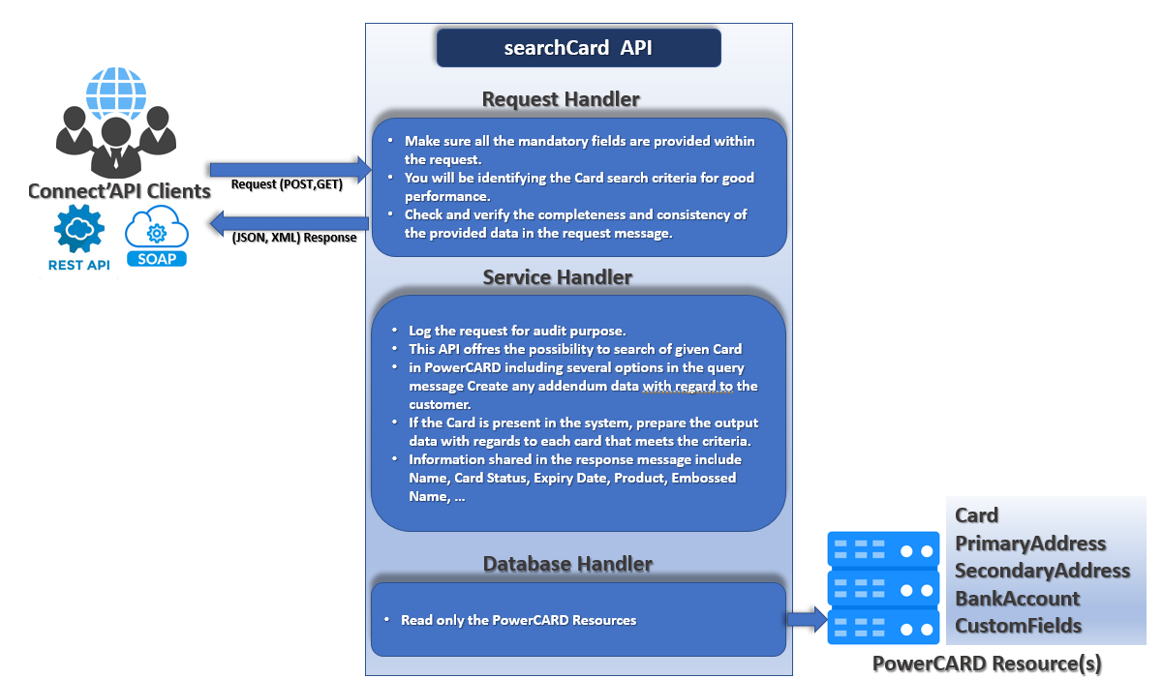 searchCard API
Request Handler
• Make sure all the mandatory fields are provided within
the request.
• You will be identifying the Card search criteria for good
performance.
• Check and verify the completeness and consistency of
the provided data in the request message.
Connect'API Clients
Request (POST,GET)
(JSON, XML) Response
REST API
SOAP
Service Handler
• Log the request for audit purpose.
• This API offres the possibility to search of given Card
• in PowerCARD including several options in the query
message Create any addendum data with regard to the
customer.
• If the Card is present in the system, prepare the output
data with regards to each card that meets the criteria.
• Information shared in the response message include
Name, Card Status, Expiry Date, Product, Embossed
Name, ...
Database Handler
• Read only the PowerCARD Resources
Card
PrimaryAddress
SecondaryAddress
BankAccount
CustomFields
PowerCARD Resource(s)